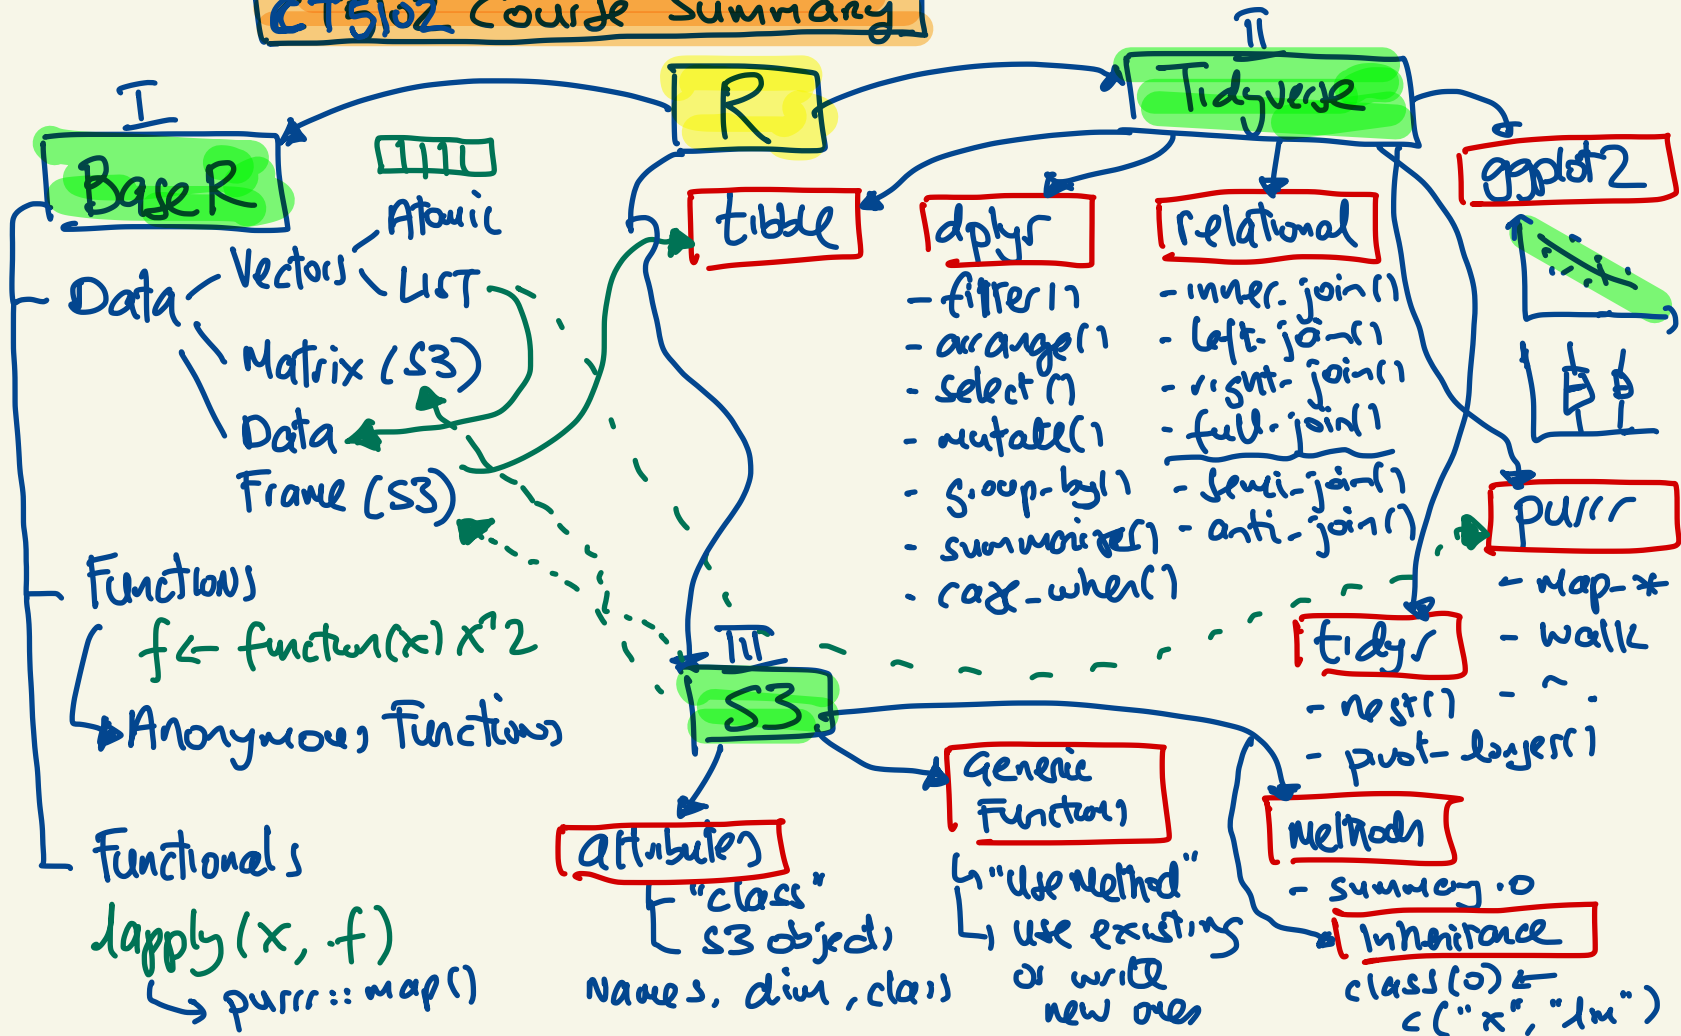 CT5102 Course Summary
I
II
R
Tidyverse
Base R
Atomic
Vectors
LIST
Data
Matrix (S3)
Data
Frame (S3)
Functions
f <- function(x) x^2
Anonymous Functions
Functionals
lapply(x, f)
purrr::map()
tibble
dplyr
- filter()
- arrange()
- select()
- mutate()
- group_by()
- summarise()
- case_when()
relational
- inner_join()
- left_join()
- right_join()
- full_join()
- semi_join()
- anti_join()
ggplot2
purrr
- map_*
- walk
tidyr
- nest()
- pivot_longer()
III
S3
attributes
"class"
S3 objects
Names, dim, class
Generic
Functions
"UseMethod"
Use existing
or write
new ones
Methods
- summary.o
Inheritance
class(o) <-
c("x", "lm")